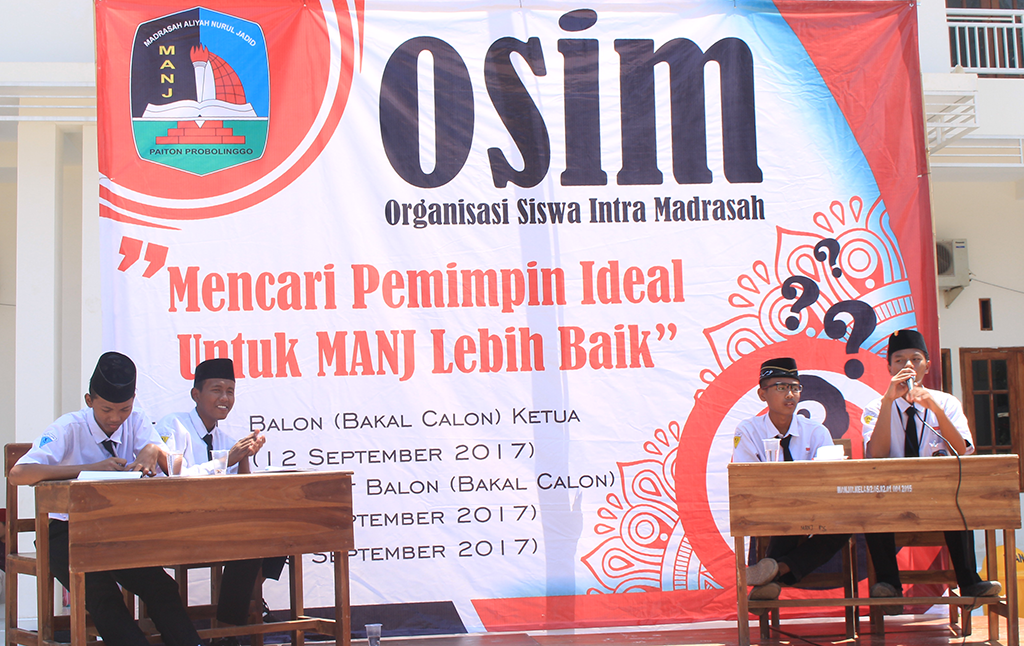 MADRASAH ALIYAH NURUL JADID
MANJ
PAITON PROBOLINGGO
osim
Organisasi Siswa Intra Madrasah
”Mencari Pemimpin Ideal
Untuk MANJ Lebih Baik”
BALON (BAKAL CALON) KETUA
(12 SEPTEMBER 2017)
BALON (BAKAL CALON)
SEPTEMBER 2017)
SEPTEMBER 2017)
???